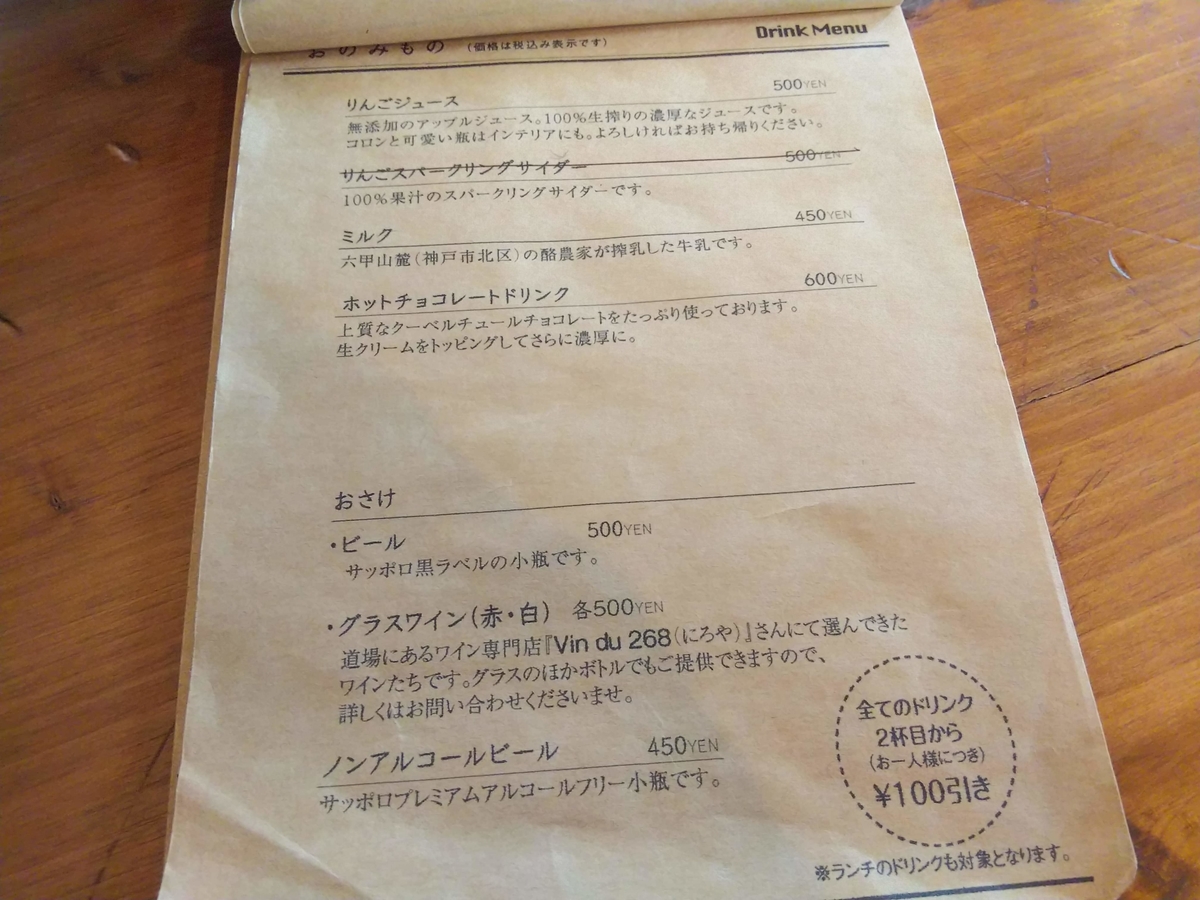 おのみもの (価格は税込み表示です) Drink Menu
りんごジュース 500YEN
無添加のアップルジュース。100%生搾りの濃厚なジュースです。
コロンと可愛い瓶はインテリアにも。よろしければお持ち帰りください。
りんごスパークリングサイダー 500YEN
100%果汁のスパークリングサイダーです。
ミルク 450YEN
六甲山麓(神戸市北区)の酪農家が搾乳した牛乳です。
ホットチョコレートドリンク 600YEN
上質なクーベルチュールチョコレートをたっぷり使っております。
生クリームをトッピングしてさらに濃厚に。
おさけ
・ビール 500YEN
サッポロ黒ラベルの小瓶です。
・グラスワイン(赤・白) 各500YEN
道場にあるワイン専門店『Vin du 268(にろや)』さんにて選んできた
ワインたちです。グラスのほかボトルでもご提供できますので、
詳しくはお問い合わせくださいませ。
ノンアルコールビール 450YEN
サッポロプレミアムアルコールフリー小瓶です。
全てのドリンク
2杯目から
(お一人様につき)
¥100引き
※ランチのドリンクも対象となります。